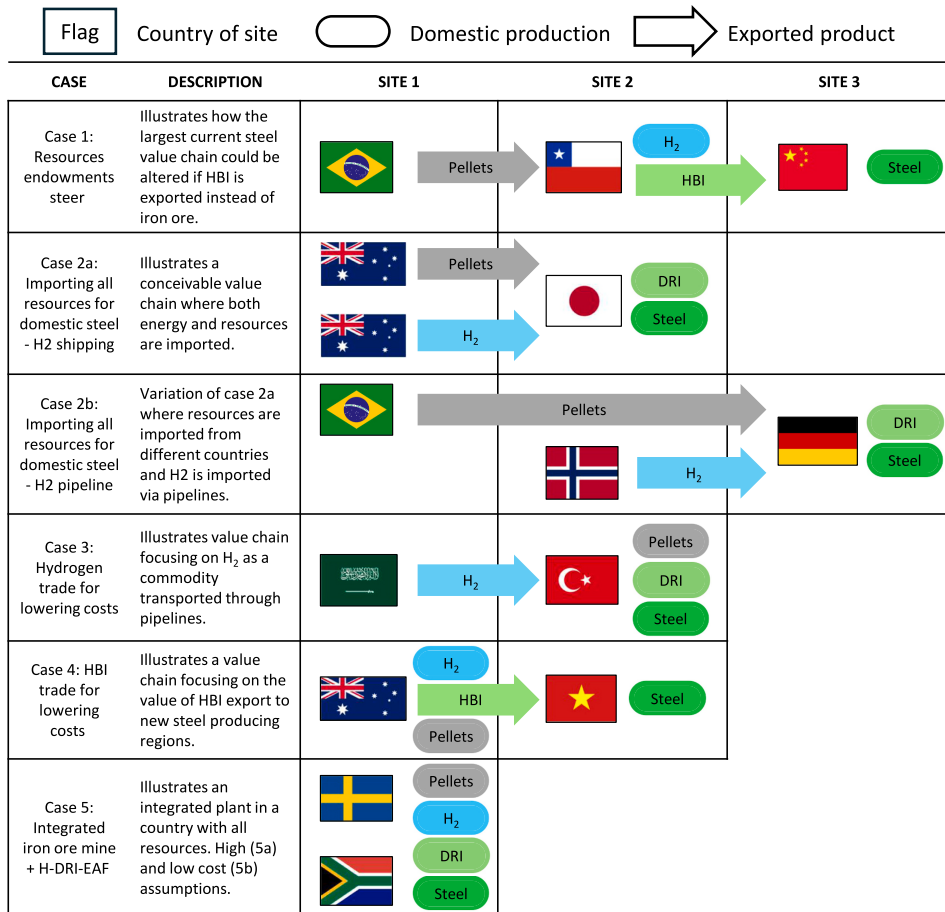 Flag Country of site Domestic production Exported product
CASE DESCRIPTION SITE 1 SITE 2 SITE 3
Case 1:
Resources
endowments
steer
Illustrates how the
largest current steel
value chain could be
altered if HBI is
exported instead of
iron ore.
Pellets
H₂
HBI
Steel
Case 2a:
Importing all
resources for
domestic steel
- H2 shipping
Illustrates a
conceivable value
chain where both
energy and resources
are imported.
Pellets
H₂
DRI
Steel
Case 2b:
Importing all
resources for
domestic steel
- H2 pipeline
Variation of case 2a
where resources are
imported from
different countries
and H2 is imported
via pipelines.
Pellets
H₂
DRI
Steel
Case 3:
Hydrogen
trade for
lowering costs
Illustrates value chain
focusing on H₂ as a
commodity
transported through
pipelines.
H₂
Pellets
DRI
Steel
Case 4: HBI
trade for
lowering
costs
Illustrates a value
chain focusing on the
value of HBI export to
new steel producing
regions.
H₂
HBI
Pellets
Steel
Case 5:
Integrated
iron ore mine
+ H-DRI-EAF
Illustrates an
integrated plant in a
country with all
resources. High (5a)
and low cost (5b)
assumptions.
Pellets
H₂
DRI
Steel